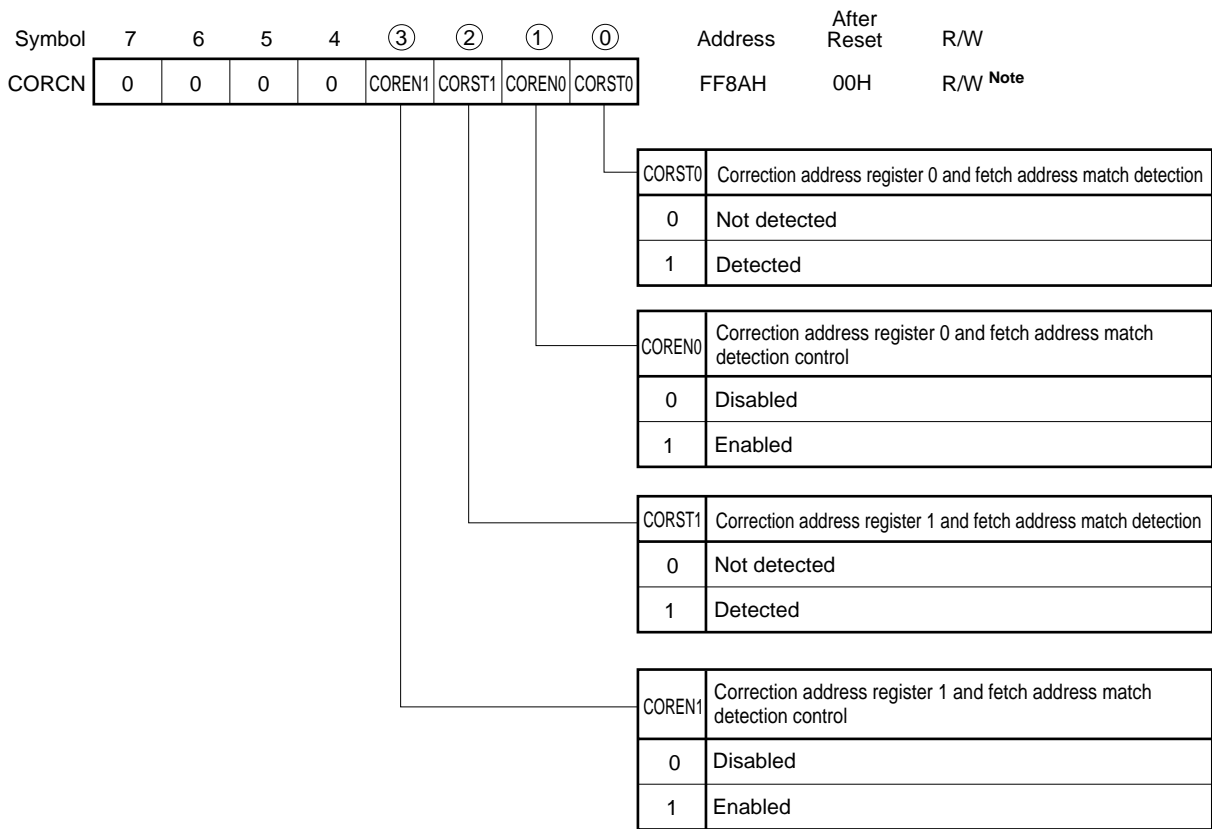 Symbol 7 6 5 4 ③ ② ① ⓪ Address After Reset R/W
CORCN 0 0 0 0 COREN1 CORST1 COREN0 CORST0 FF8AH 00H R/W Note
CORST0 Correction address register 0 and fetch address match detection
0 Not detected
1 Detected
COREN0 Correction address register 0 and fetch address match
detection control
0 Disabled
1 Enabled
CORST1 Correction address register 1 and fetch address match detection
0 Not detected
1 Detected
COREN1 Correction address register 1 and fetch address match
detection control
0 Disabled
1 Enabled